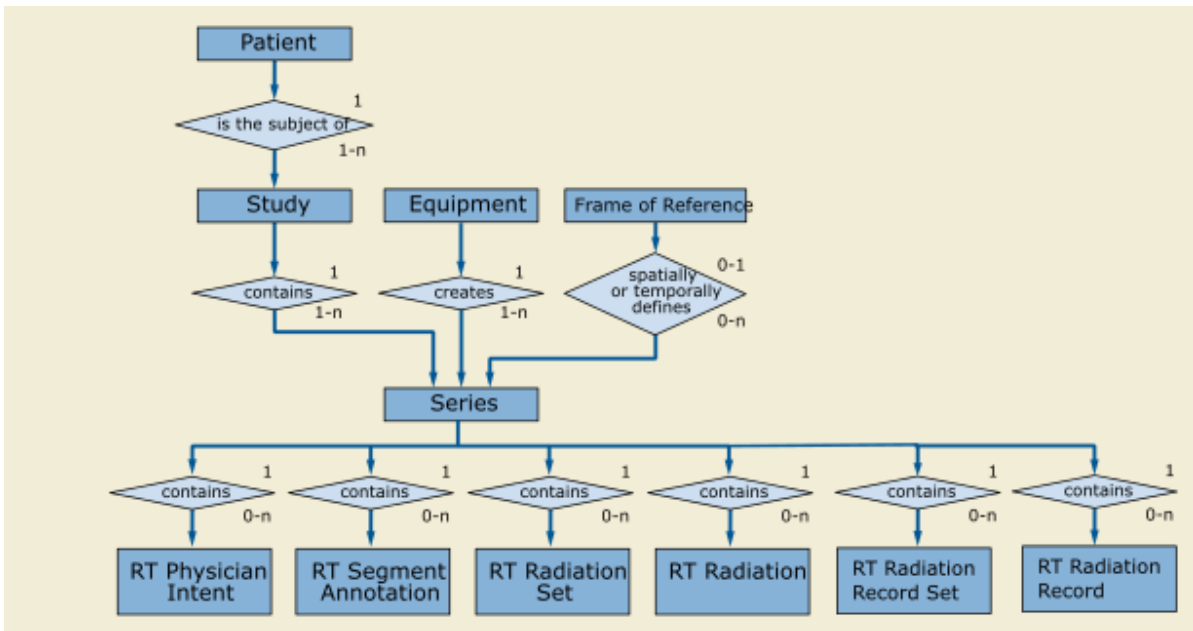 Patient
1
is the subject of
1-n
Study
Equipment
Frame of Reference
1
contains
1-n
1
creates
1-n
0-1
spatially
or temporally
defines
0-n
Series
1
contains
0-n
1
contains
0-n
1
contains
0-n
1
contains
0-n
1
contains
0-n
1
contains
0-n
RT Physician
Intent
RT Segment
Annotation
RT Radiation
Set
RT Radiation
RT Radiation
Record Set
RT Radiation
Record